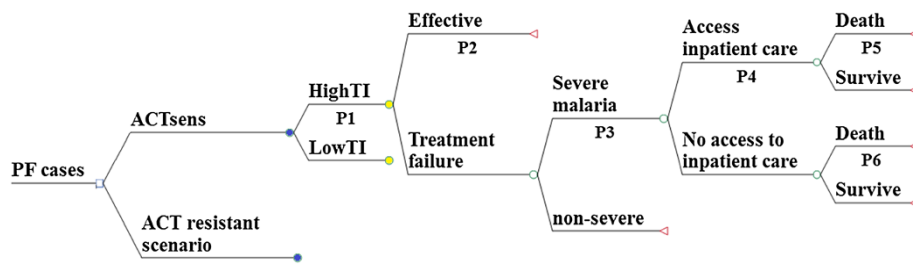 PF cases
ACTsens
ACT resistant
scenario
HighTI
P1
LowTI
Effective
P2
Treatment
failure
Severe
malaria
P3
non-severe
Access
inpatient care
P4
No access to
inpatient care
Death
P5
Survive
Death
P6
Survive